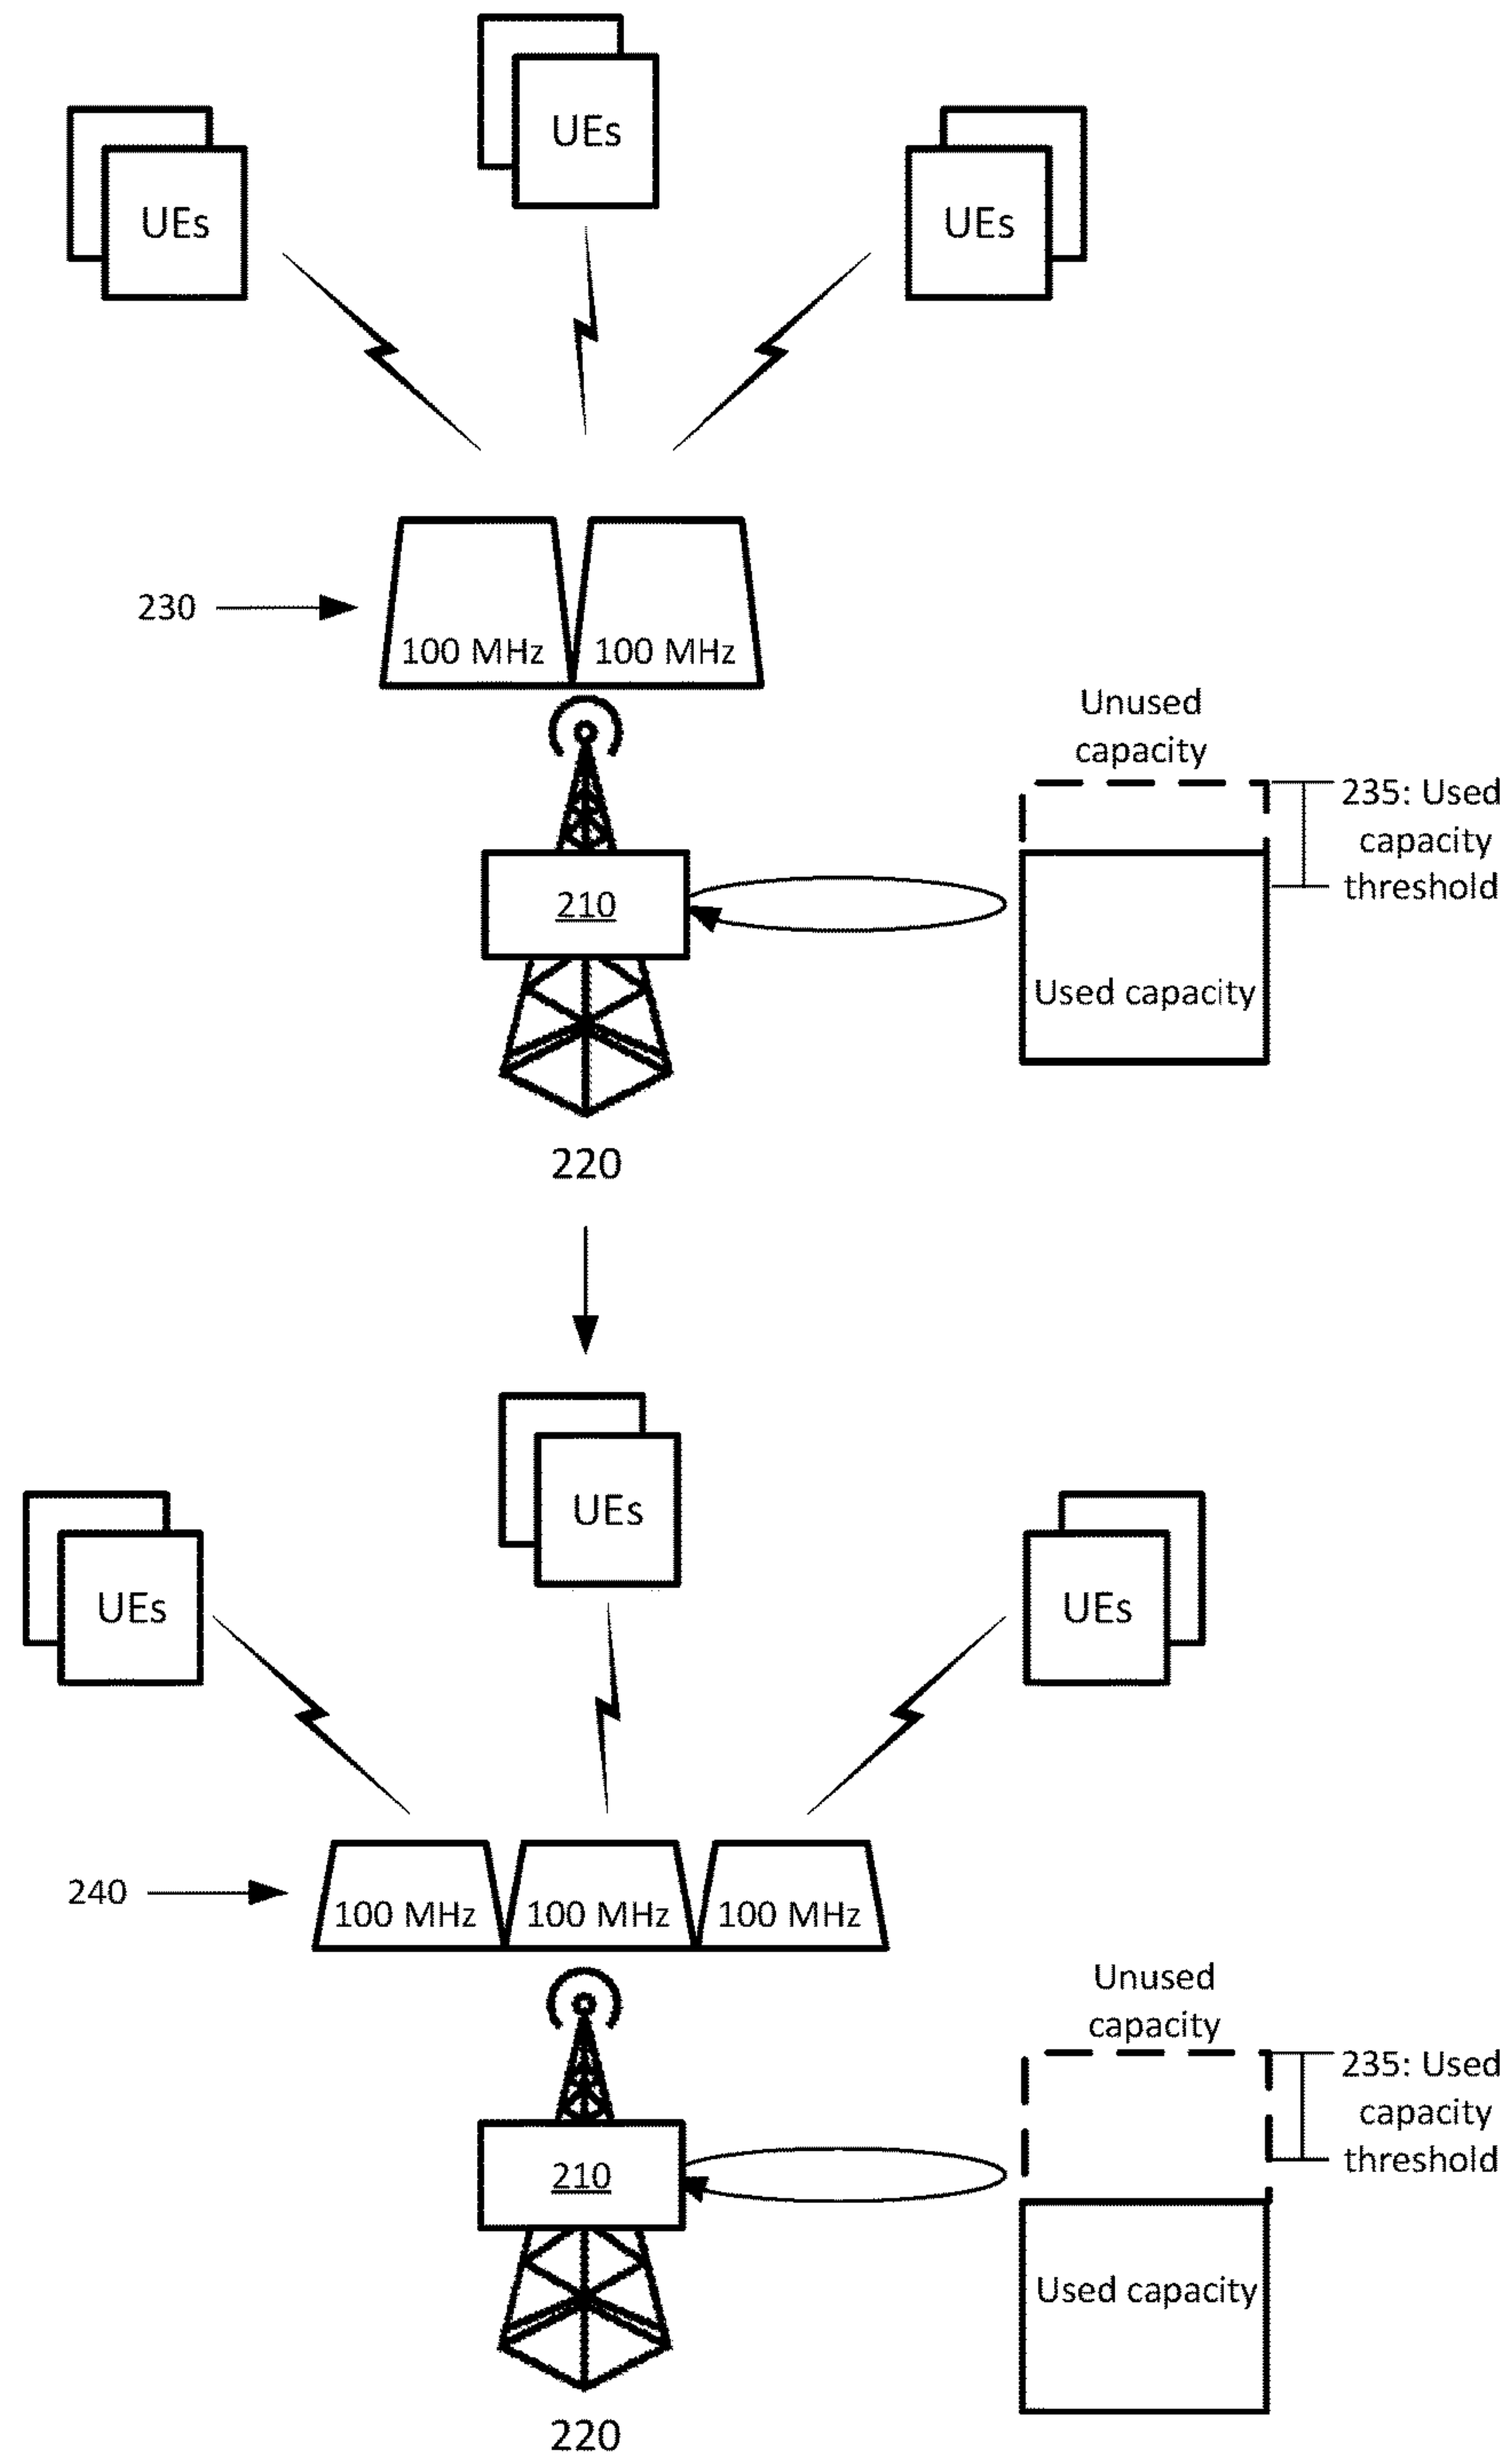 UEs
UEs
UEs
230
100 MHz
100 MHz
Unused
capacity
235: Used
capacity
threshold
210
Used capacity
220
UEs
UEs
UEs
240
100 MHz
100 MHz
100 MHz
Unused
capacity
235: Used
capacity
threshold
210
Used capacity
220